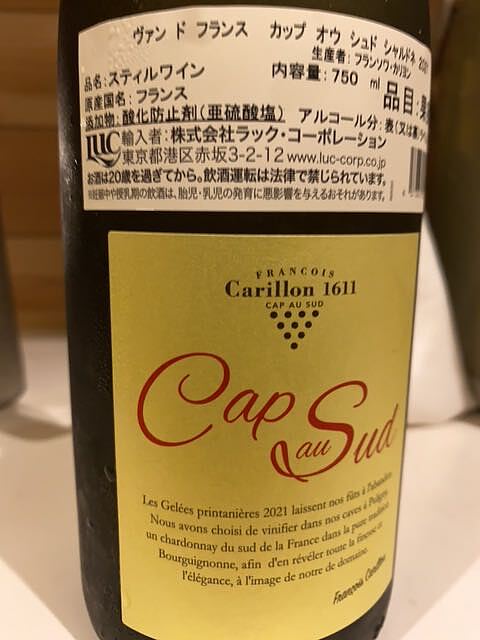 ヴァン ド フランス カップ オウ シュド シャルドネ 2021
生産者：フランソワ・カリヨン
品名：スティルワイン 内容量：750 ml
原産国名：フランス 品目：果
添加物：酸化防止剤（亜硫酸塩） アルコール分：表（又は裏）
LUC 輸入者：株式会社ラック・コーポレーション
東京都港区赤坂3-2-12 www.luc-corp.co.jp
お酒は20歳を過ぎてから。飲酒運転は法律で禁じられています。
※妊娠中や授乳期の飲酒は、胎児・乳児の発育に悪影響を与えるおそれがあります。
FRANCOIS
Carillon 1611
CAP AU SUD
Cap
au Sud
Les Gelées printanières 2021 laissent nos fûts à l'abandon
Nous avons choisi de vinifier dans nos caves à Puligny,
un chardonnay du sud de la France dans la pure tradition
Bourguignonne, afin d'en révéler toute la finesse et
l'élégance, à l'image de notre de domaine.
François Carillon